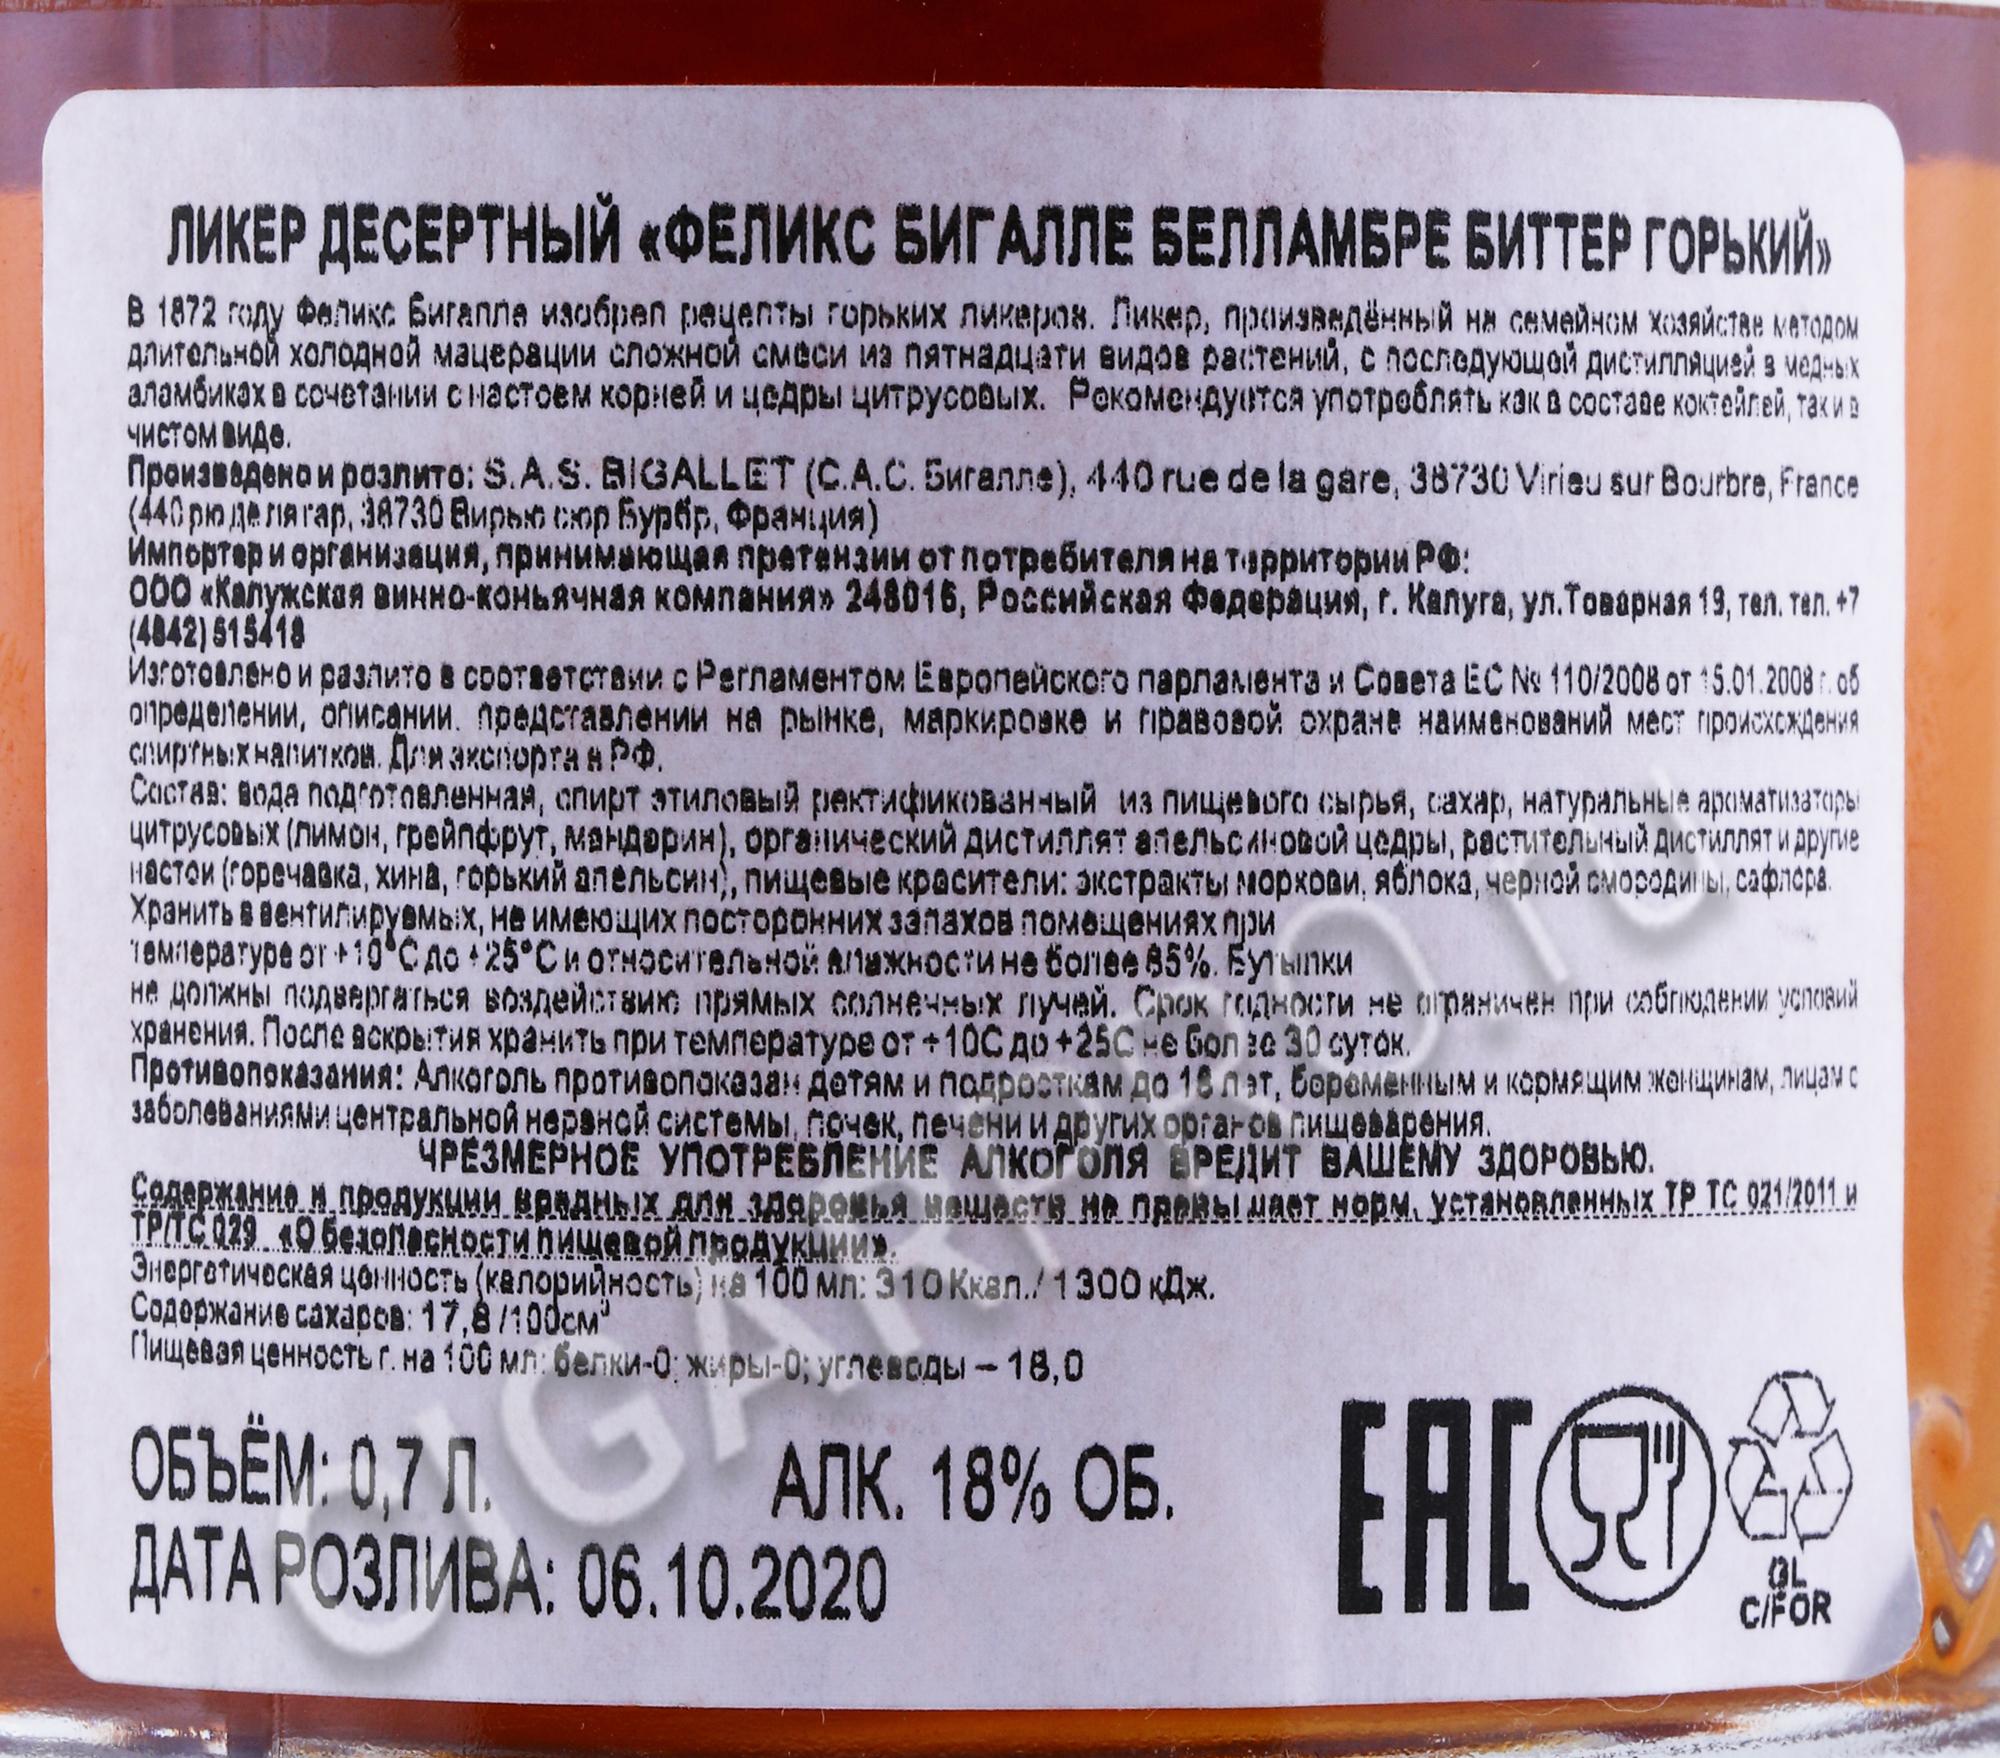 ЛИКЕР ДЕСЕРТНЫЙ «ФЕЛИКС БИГАЛЛЕ БЕЛЛАМБРЕ БИТТЕР ГОРЬКИЙ»
В 1872 году Феликс Бигалле изобрел рецепты горьких ликеров. Ликер, произведённый на семейном хозяйстве методом
длительной холодной мацерации сложной смеси из пятнадцати видов растений, с последующей дистилляцией в медных
аламбиках в сочетании с настоем корней и цедры цитрусовых. Рекомендуется употреблять как в составе коктейлей, так и в
чистом виде.
Произведено и розлито: S.A.S. BIGALLET (С.А.С. Бигалле), 440 rue de la gare, 38730 Virieu sur Bourbre, France
(440 рю де ля гар, 38730 Вирью сюр Бурбр, Франция)
Импортер и организация, принимающая претензии от потребителя на территории РФ:
ООО «Калужская винно-коньячная компания» 248016, Российская Федерация, г. Калуга, ул.Товарная 19, тел. тел. +7
(4842) 515418
Изготовлено и разлито в соответствии с Регламентом Европейского парламента и Совета ЕС № 110/2008 от 15.01.2008 г. об
определении, описании. представлении на рынке, маркировке и правовой охране наименований мест происхождения
спиртных напитков. Для экспорта в РФ.
Состав: вода подготовленная, спирт этиловый ректификованный из пищевого сырья, сахар, натуральные ароматизаторы
цитрусовых (лимон, грейпфрут, мандарин), органический дистиллят апельсиновой цедры, растительный дистиллят и другие
настои (горечавка, хина, горький апельсин), пищевые красители: экстракты моркови, яблока, черной смородины, сафлора.
Хранить в вентилируемых, не имеющих посторонних запахов помещениях при
температуре от +10°С до +25°С и относительной влажности не более 85%. Бутылки
не должны подвергаться воздействию прямых солнечных лучей. Срок годности не ограничен при соблюдении условий
хранения. После вскрытия хранить при температуре от +10С до +25С не более 30 суток.
Противопоказания: Алкоголь противопоказан детям и подросткам до 18 лет, беременным и кормящим женщинам, лицам с
заболеваниями центральной нервной системы, почек, печени и других органов пищеварения.
ЧРЕЗМЕРНОЕ УПОТРЕБЛЕНИЕ АЛКОГОЛЯ ВРЕДИТ ВАШЕМУ ЗДОРОВЬЮ.
Содержание в продукции вредных для здоровья веществ не превышает норм, установленных ТР ТС 021/2011 и
ТР/ТС 029 «О безопасности пищевой продукции».
Энергетическая ценность (калорийность) на 100 мл: 310 Ккал./ 1300 кДж.
Содержание сахаров: 17,8 /100см³
Пищевая ценность г. на 100 мл: белки-0; жиры-0; углеводы – 18,0
ОБЪЁМ: 0,7 Л. АЛК. 18% ОБ.
ДАТА РОЗЛИВА: 06.10.2020
EAC
GL
C/FOR
CIGARPRO.ru